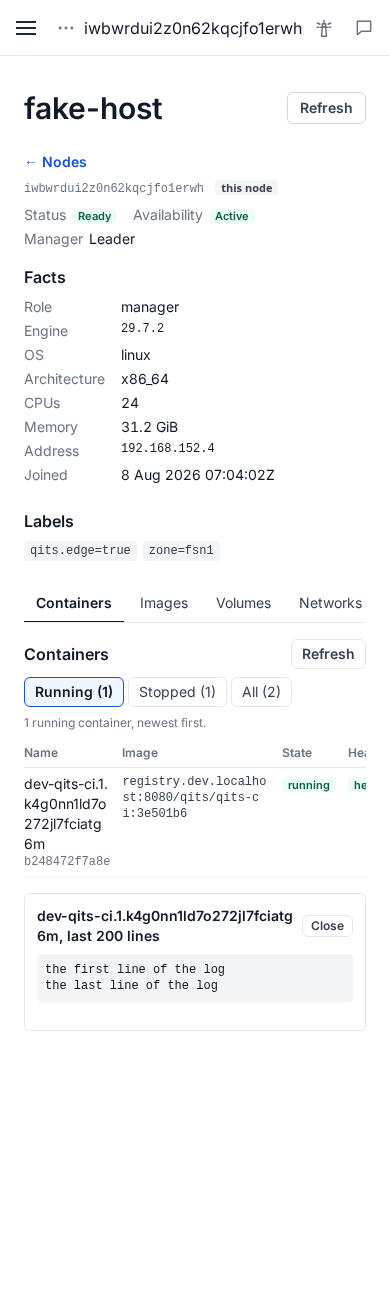 iwbwrdui2z0n62kqcjfo1erwh
fake-host
Refresh
← Nodes
iwbwrdui2z0n62kqcjfo1erwh this node
Status Ready Availability Active
Manager Leader
Facts
Role manager
Engine 29.7.2
OS linux
Architecture x86_64
CPUs 24
Memory 31.2 GiB
Address 192.168.152.4
Joined 8 Aug 2026 07:04:02Z
Labels
qits.edge=true zone=fsn1
Containers Images Volumes Networks
Containers
Refresh
Running (1) Stopped (1) All (2)
1 running container, newest first.
Name Image State Hea
dev-qits-ci.1.
k4g0nn1ld7o
272jl7fciatg
6m
b248472f7a8e
registry.dev.localho
st:8080/qits/qits-c
i:3e501b6
running
he
dev-qits-ci.1.k4g0nn1ld7o272jl7fciatg
6m, last 200 lines
Close
the first line of the log
the last line of the log